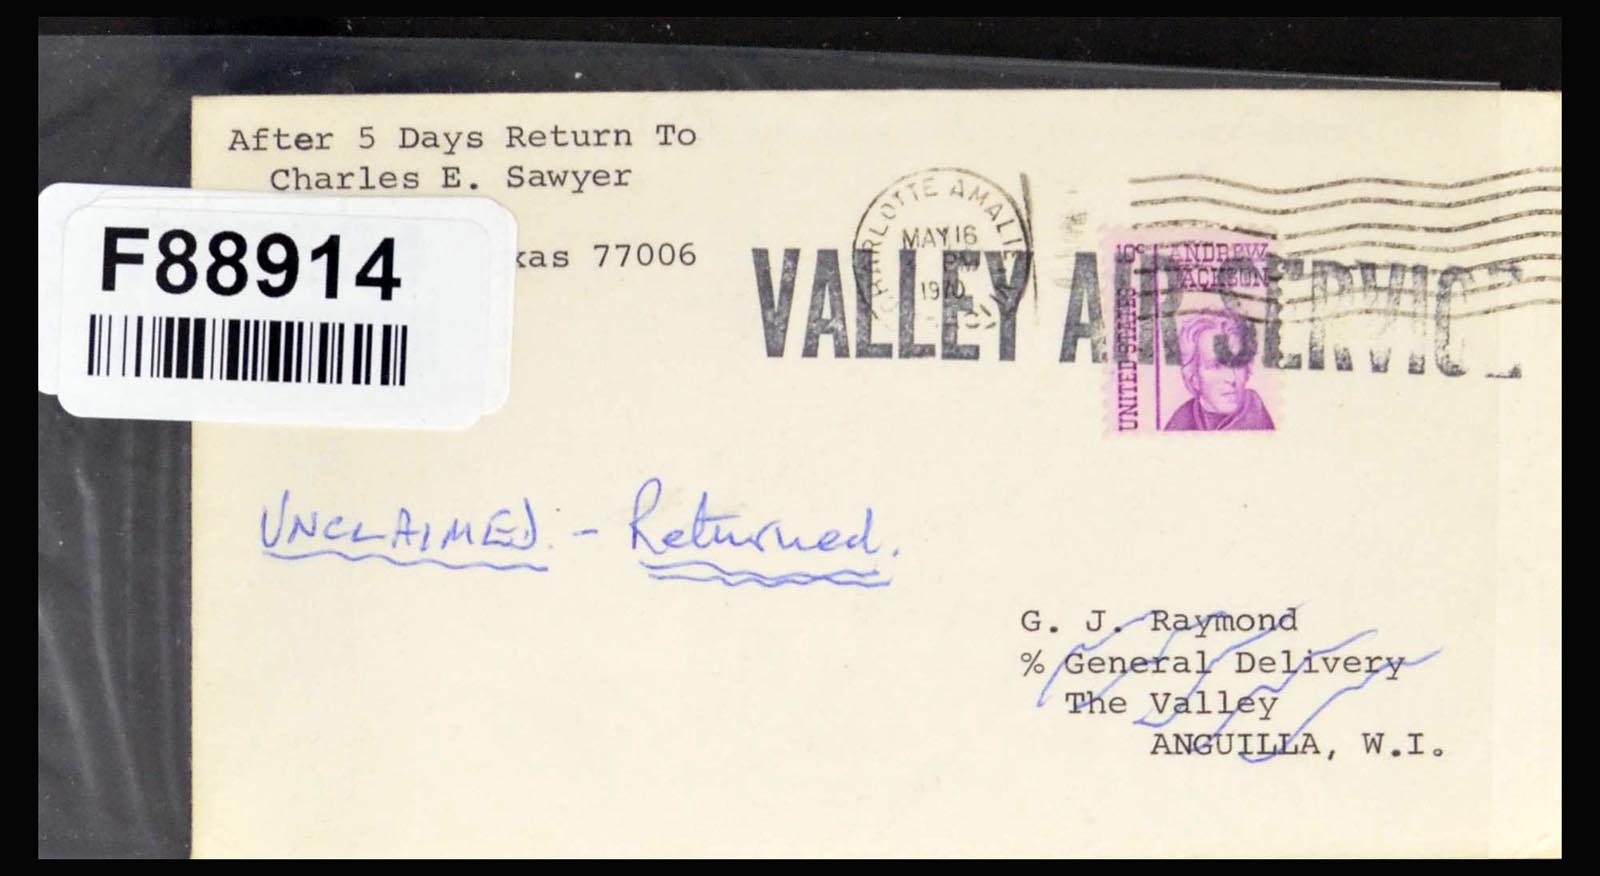 After 5 Days Return To
Charles E. Sawyer
xas 77006
F88914
CHARLOTTE AMALIE
MAY 16
PM
1970
VALLEY AIR SERVICE
10c ANDREW
JACKSON
UNITED STATES
UNCLAIMED. - Returned.
G. J. Raymond
% General Delivery
The Valley
ANGUILLA, W.I.